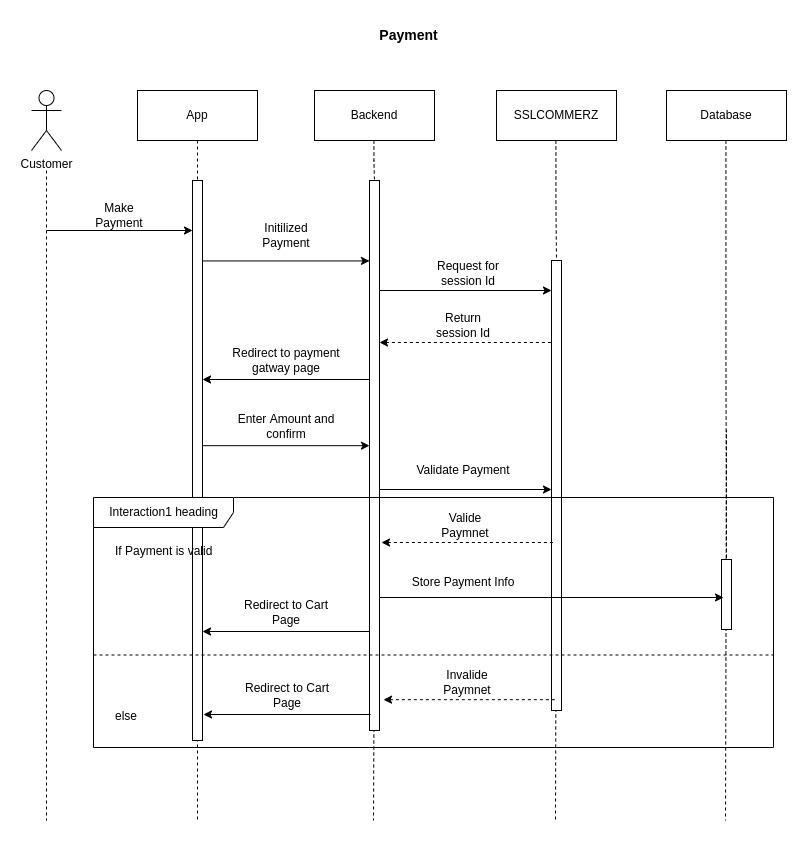 Payment
App
Backend
SSLCOMMERZ
Database
Customer
Make
Payment
Initilized
Payment
Request for
session Id
Return
session Id
Redirect to payment
gatway page
Enter Amount and
confirm
Validate Payment
Interaction1 heading
Valide
Paymnet
If Payment is valid
Store Payment Info
Redirect to Cart
Page
Invalide
Paymnet
Redirect to Cart
Page
else